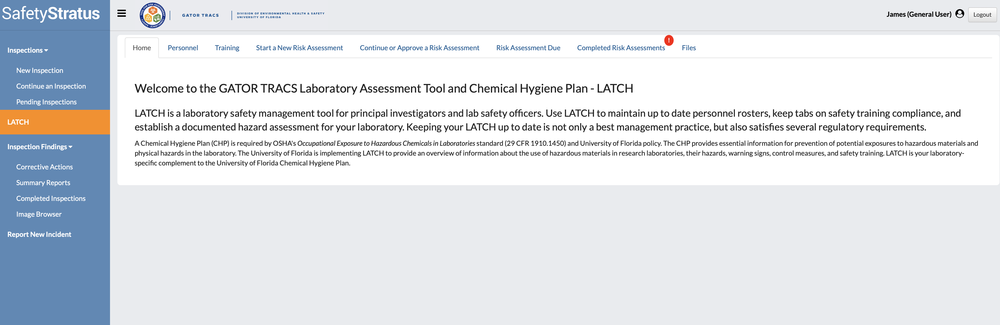 SafetyStratus
TOOL FOR RISK ASSESSMENT • COMPLIANCE • SAFETY •
GATOR TRACS
DIVISION OF ENVIRONMENTAL HEALTH & SAFETY
UNIVERSITY OF FLORIDA
James (General User)
Logout
Inspections
New Inspection
Continue an Inspection
Pending Inspections
LATCH
Inspection Findings
Corrective Actions
Summary Reports
Completed Inspections
Image Browser
Report New Incident
Home
Personnel
Training
Start a New Risk Assessment
Continue or Approve a Risk Assessment
Risk Assessment Due
Completed Risk Assessments
!
Files
Welcome to the GATOR TRACS Laboratory Assessment Tool and Chemical Hygiene Plan - LATCH
LATCH is a laboratory safety management tool for principal investigators and lab safety officers. Use LATCH to maintain up to date personnel rosters, keep tabs on safety training compliance, and
establish a documented hazard assessment for your laboratory. Keeping your LATCH up to date is not only a best management practice, but also satisfies several regulatory requirements.
A Chemical Hygiene Plan (CHP) is required by OSHA's Occupational Exposure to Hazardous Chemicals in Laboratories standard (29 CFR 1910.1450) and University of Florida policy. The CHP provides essential information for prevention of potential exposures to hazardous materials and
physical hazards in the laboratory. The University of Florida is implementing LATCH to provide an overview of information about the use of hazardous materials in research laboratories, their hazards, warning signs, control measures, and safety training. LATCH is your laboratory-
specific complement to the University of Florida Chemical Hygiene Plan.